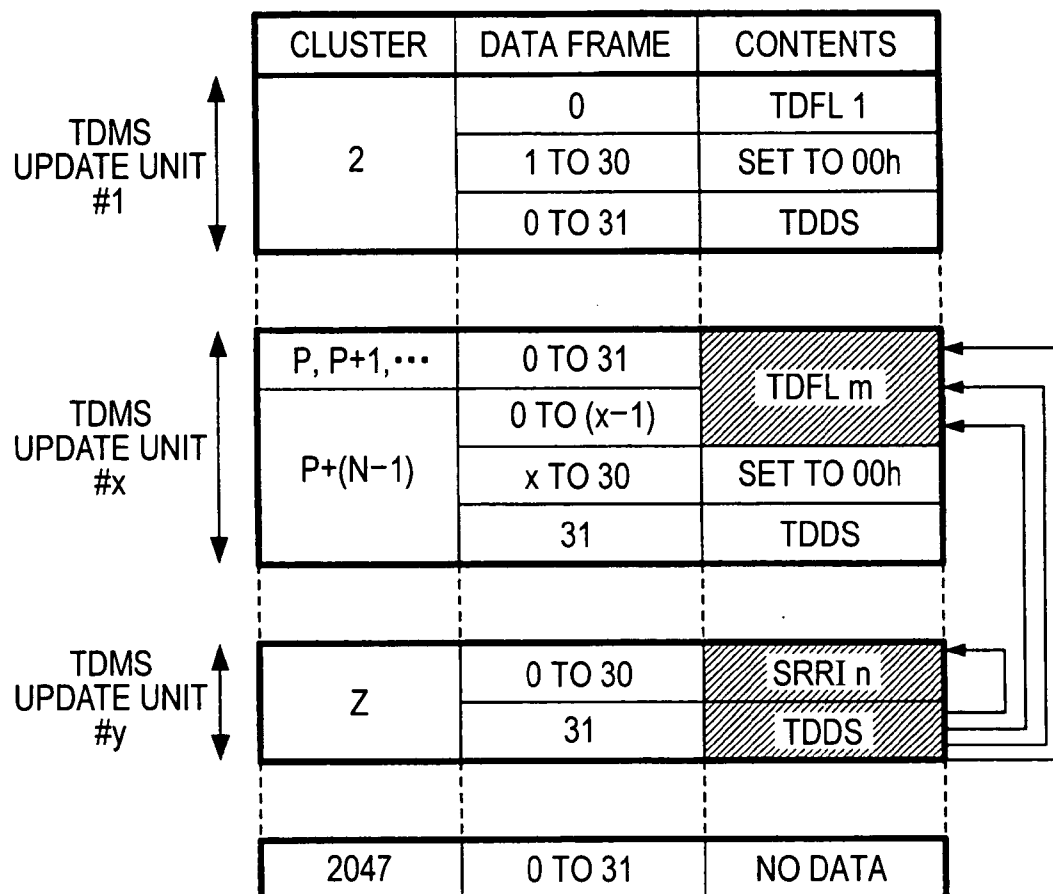 CLUSTER DATA FRAME CONTENTS
TDMS
UPDATE UNIT
#1
2
0 TDFL 1
1 TO 30 SET TO 00h
0 TO 31 TDDS
TDMS
UPDATE UNIT
#x
P, P+1,··· 0 TO 31
TDFL m
0 TO (x−1)
P+(N−1)
x TO 30 SET TO 00h
31 TDDS
TDMS
UPDATE UNIT
#y
Z
0 TO 30 SRRI n
31 TDDS
2047 0 TO 31 NO DATA